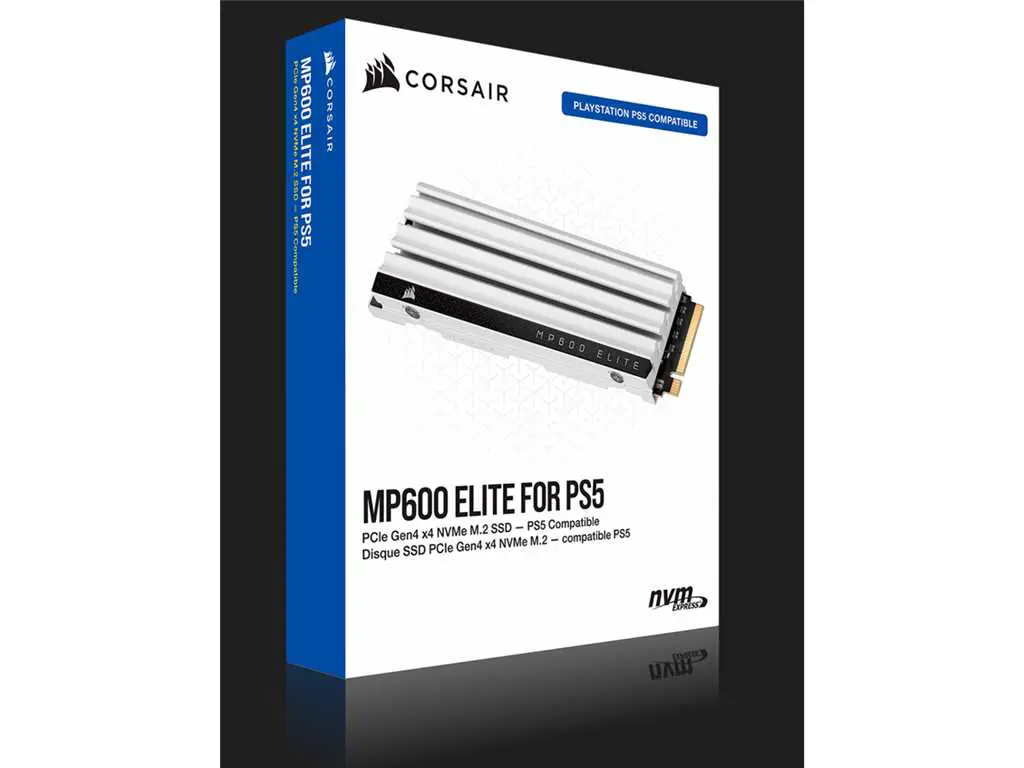 CORSAIR
PLAYSTATION PS5 COMPATIBLE
MP600 ELITE
MP600 ELITE FOR PS5
PCIe Gen4 x4 NVMe M.2 SSD — PS5 Compatible
Disque SSD PCIe Gen4 x4 NVMe M.2 — compatible PS5
nvm
EXPRESS
CORSAIR
MP600 ELITE FOR PS5
PCIe Gen4 x4 NVMe M.2 SSD — PS5 Compatible